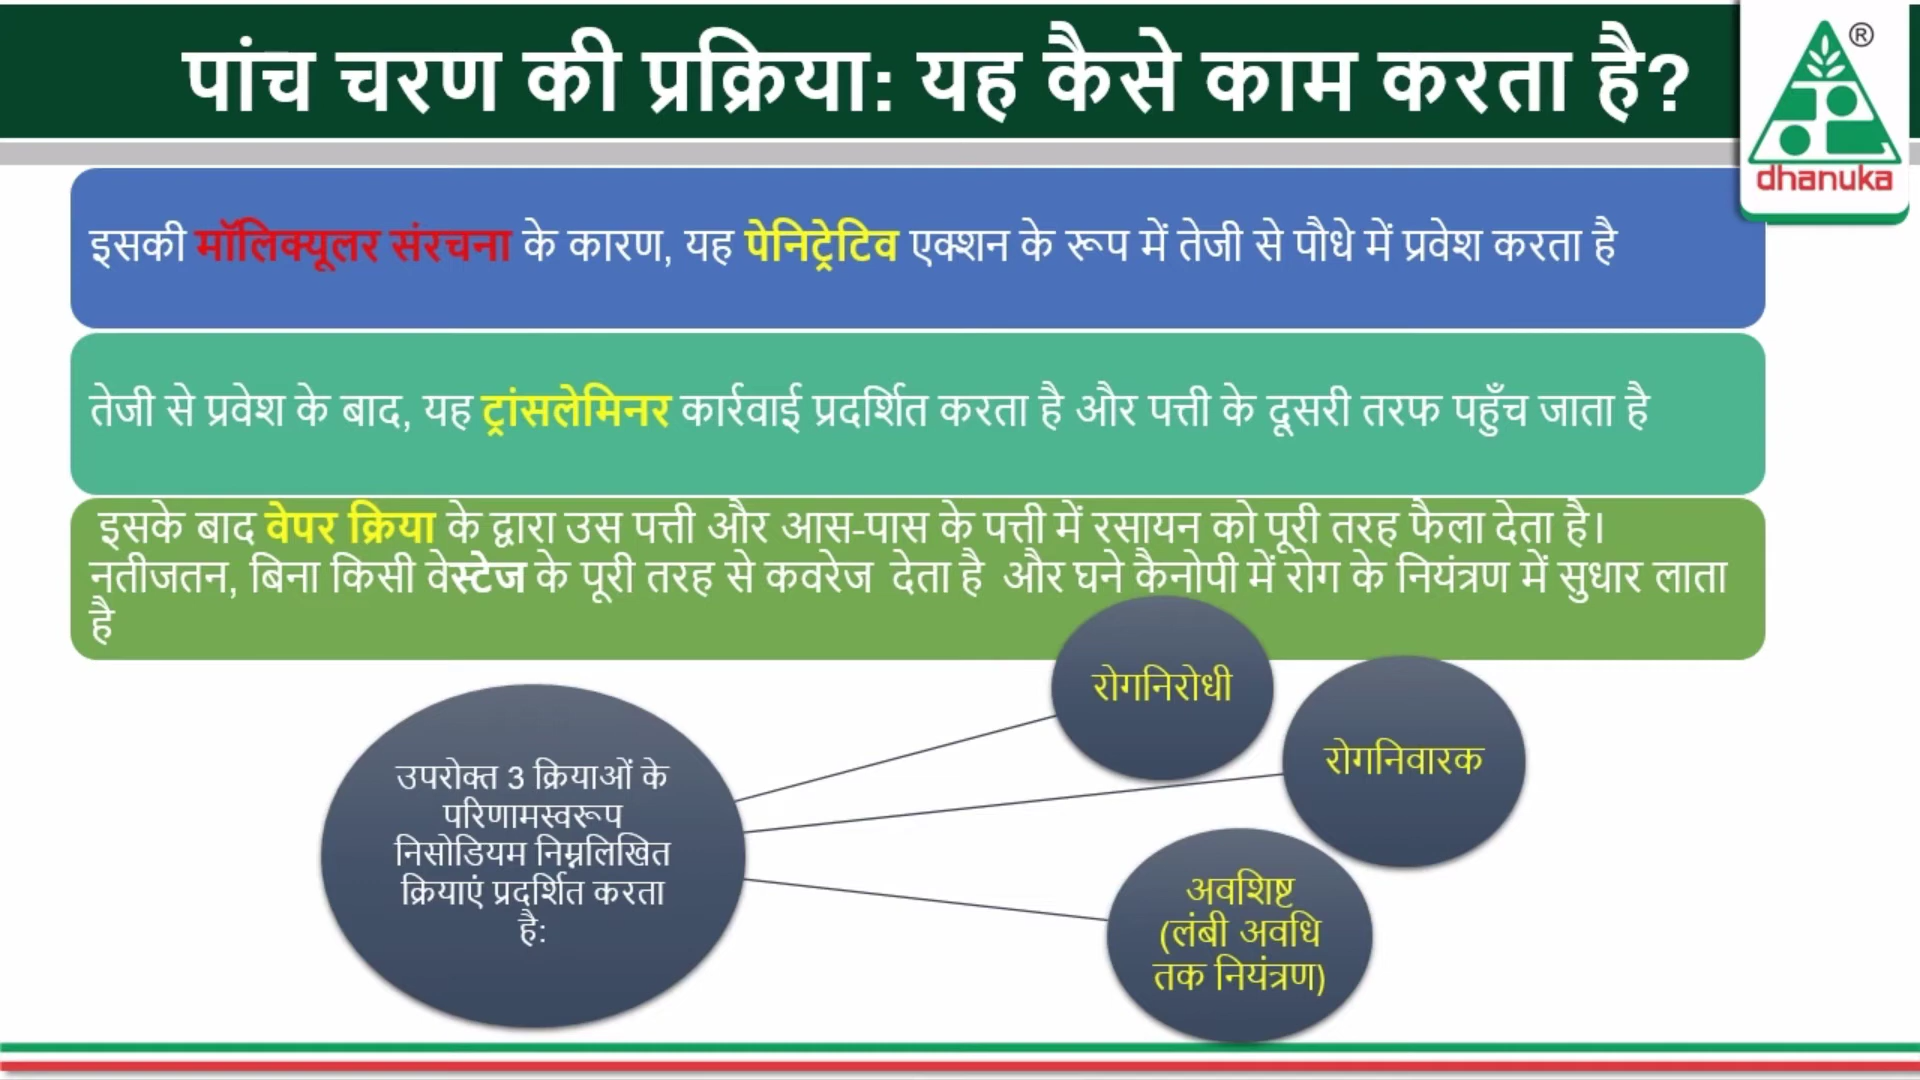 पांच चरण की प्रक्रिया: यह कैसे काम करता है?
®
dhanuka
इसकी मॉलिक्यूलर संरचना के कारण, यह पेनिट्रेटिव एक्शन के रूप में तेजी से पौधे में प्रवेश करता है
तेजी से प्रवेश के बाद, यह ट्रांसलेमिनर कार्रवाई प्रदर्शित करता है और पत्ती के दूसरी तरफ पहुँच जाता है
इसके बाद वेपर क्रिया के द्वारा उस पत्ती और आस-पास के पत्ती में रसायन को पूरी तरह फैला देता है।
नतीजतन, बिना किसी वेस्टेज के पूरी तरह से कवरेज देता है और घने कैनोपी में रोग के नियंत्रण में सुधार लाता
है
उपरोक्त 3 क्रियाओं के
परिणामस्वरूप
निसोडियम निम्नलिखित
क्रियाएं प्रदर्शित करता
है:
रोगनिरोधी
रोगनिवारक
अवशिष्ट
(लंबी अवधि
तक नियंत्रण)